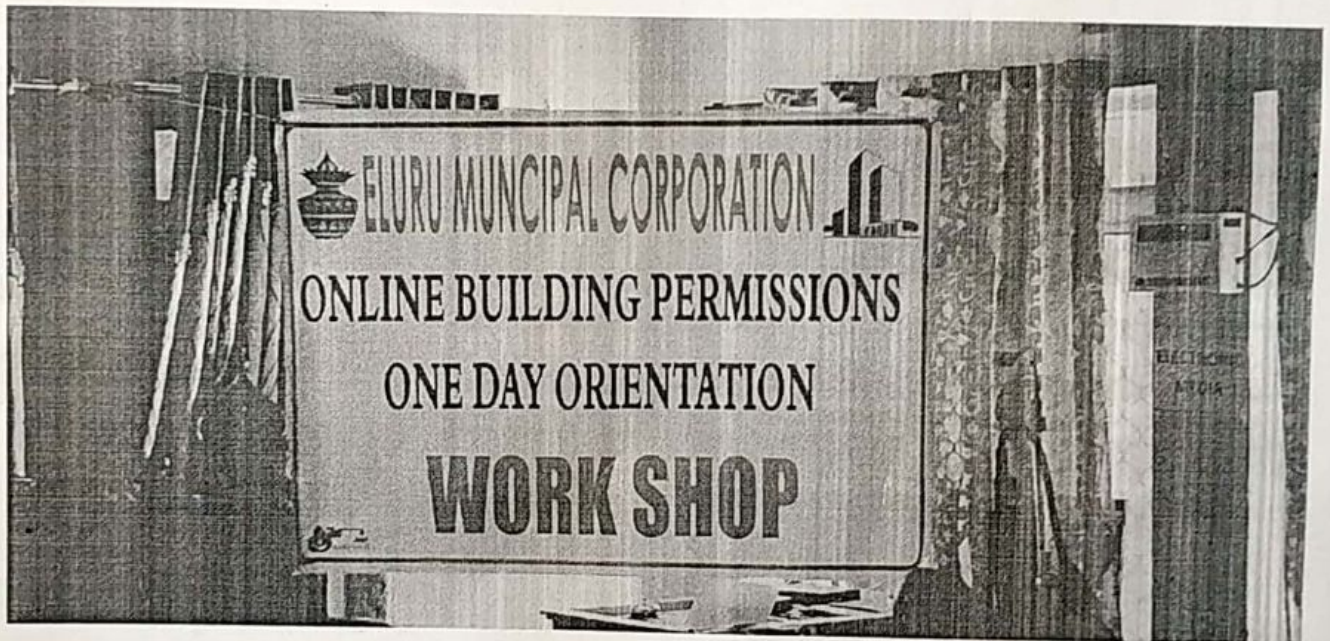 ELURU MUNCIPAL CORPORATION
ONLINE BUILDING PERMISSIONS
ONE DAY ORIENTATION
WORK SHOP